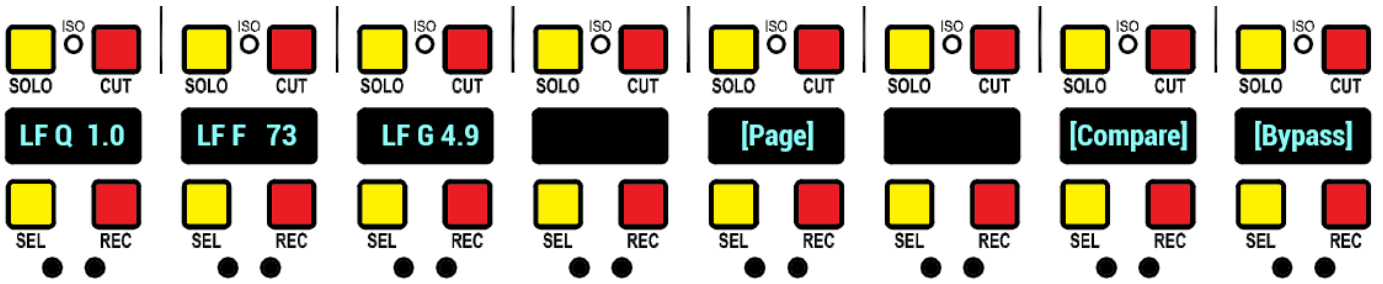 ISO ISO ISO ISO ISO ISO ISO ISO
SOLO CUT SOLO CUT SOLO CUT SOLO CUT SOLO CUT SOLO CUT SOLO CUT SOLO CUT
LF Q 1.0 LF F 73 LF G 4.9 [Page] [Compare] [Bypass]
SEL REC SEL REC SEL REC SEL REC SEL REC SEL REC SEL REC SEL REC